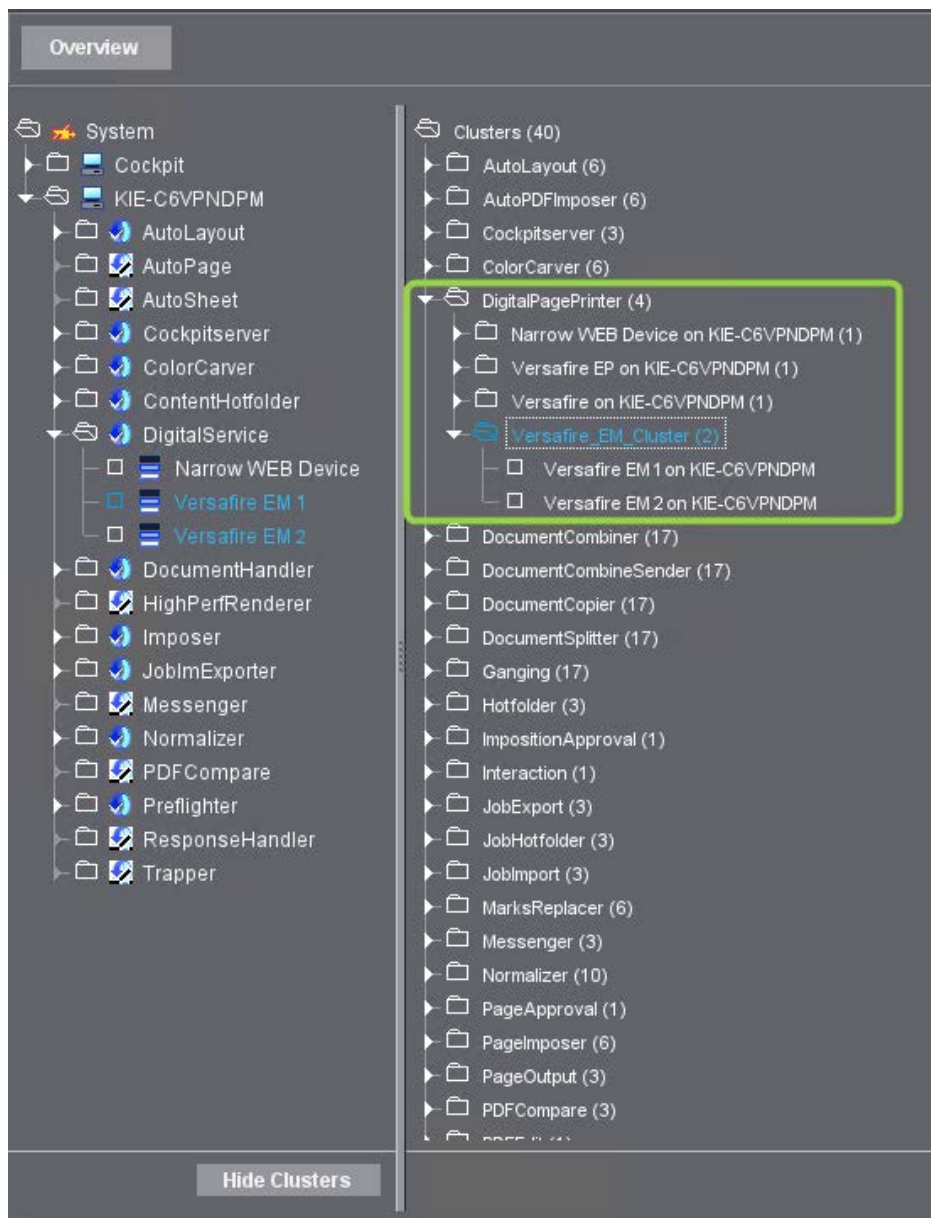 Overview
System
Cockpit
KIE-C6VPNDPM
AutoLayout
AutoPage
AutoSheet
Cockpitserver
ColorCarver
ContentHotfolder
DigitalService
Narrow WEB Device
Versafire EM 1
Versafire EM 2
DocumentHandler
HighPerfRenderer
Imposer
JobImExporter
Messenger
Normalizer
PDFCompare
Preflighter
ResponseHandler
Trapper
Clusters (40)
AutoLayout (6)
AutoPDFImposer (6)
Cockpitserver (3)
ColorCarver (6)
DigitalPagePrinter (4)
Narrow WEB Device on KIE-C6VPNDPM (1)
Versafire EP on KIE-C6VPNDPM (1)
Versafire on KIE-C6VPNDPM (1)
Versafire_EM_Cluster (2)
Versafire EM 1 on KIE-C6VPNDPM
Versafire EM 2 on KIE-C6VPNDPM
DocumentCombiner (17)
DocumentCombineSender (17)
DocumentCopier (17)
DocumentSplitter (17)
Ganging (17)
Hotfolder (3)
ImpositionApproval (1)
Interaction (1)
JobExport (3)
JobHotfolder (3)
JobImport (3)
MarksReplacer (6)
Messenger (3)
Normalizer (10)
PageApproval (1)
PageImposer (6)
PageOutput (3)
PDFCompare (3)
Hide Clusters